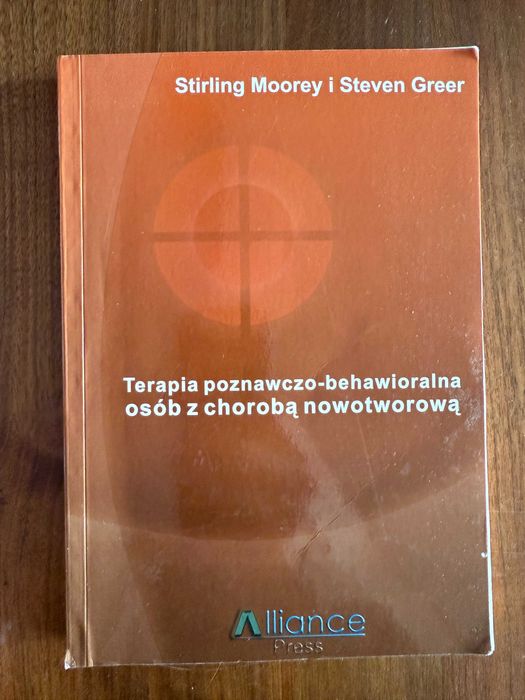 Stirling Moorey i Steven Greer
Terapia poznawczo-behawioralna
osób z chorobą nowotworową
Alliance
Press